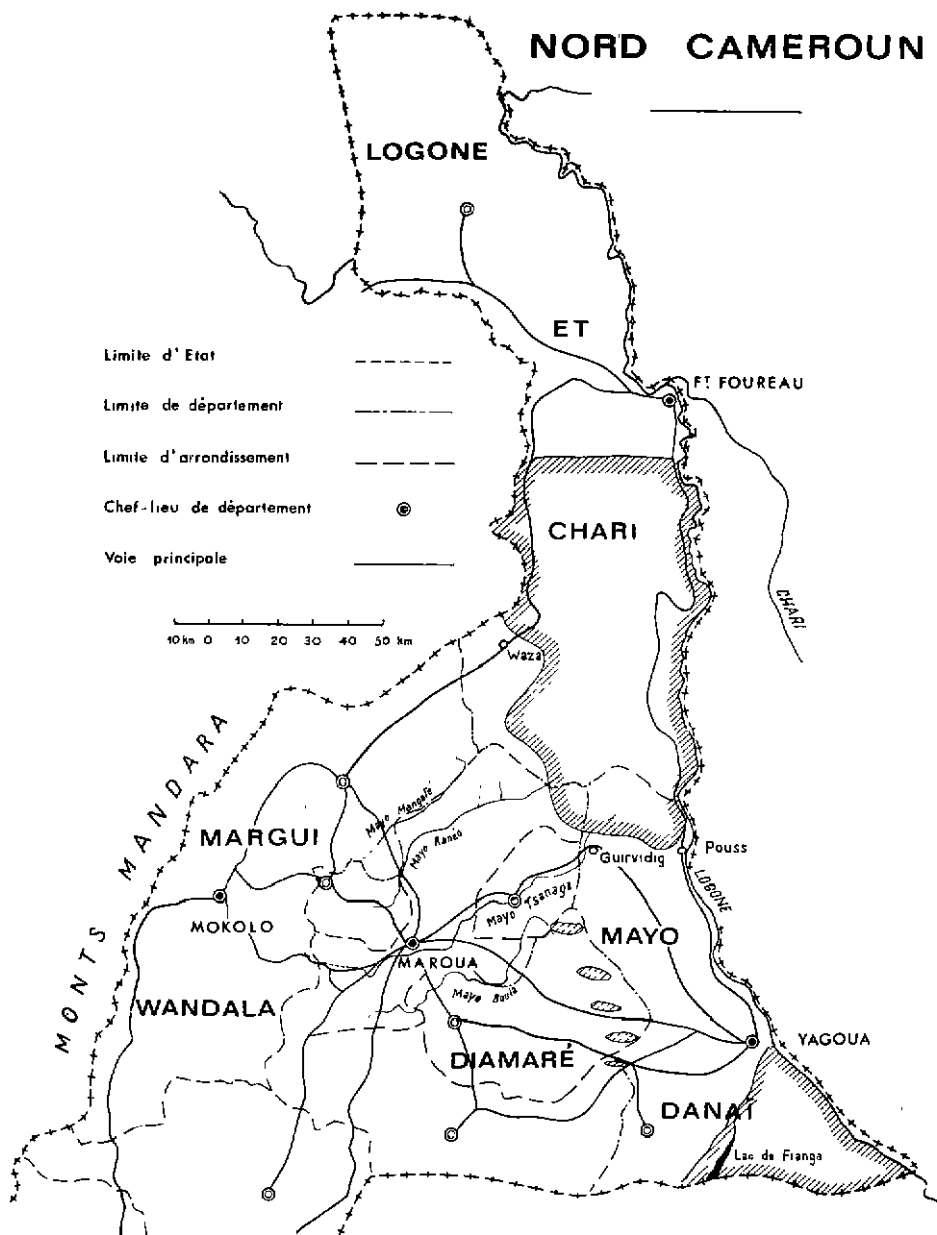 NORD CAMEROUN
LOGONE
ET
Limite d'Etat
Limite de département
Limite d'arrondissement
Chef-lieu de département
Voie principale
10 km 0 10 20 30 40 50 km
FT FOUREAU
CHARI
CHARI
Waza
MONTS MANDARA
MARGUI
Mayo Mangafe
Mayo Ranéo
Guirvidig
Pouss
LOGONE
MOKOLO
Mayo Tsanaga
MAYO
MAROUA
WANDALA
Mayo Boula
DIAMARÉ
YAGOUA
DANAÏ
Lac de Fianga